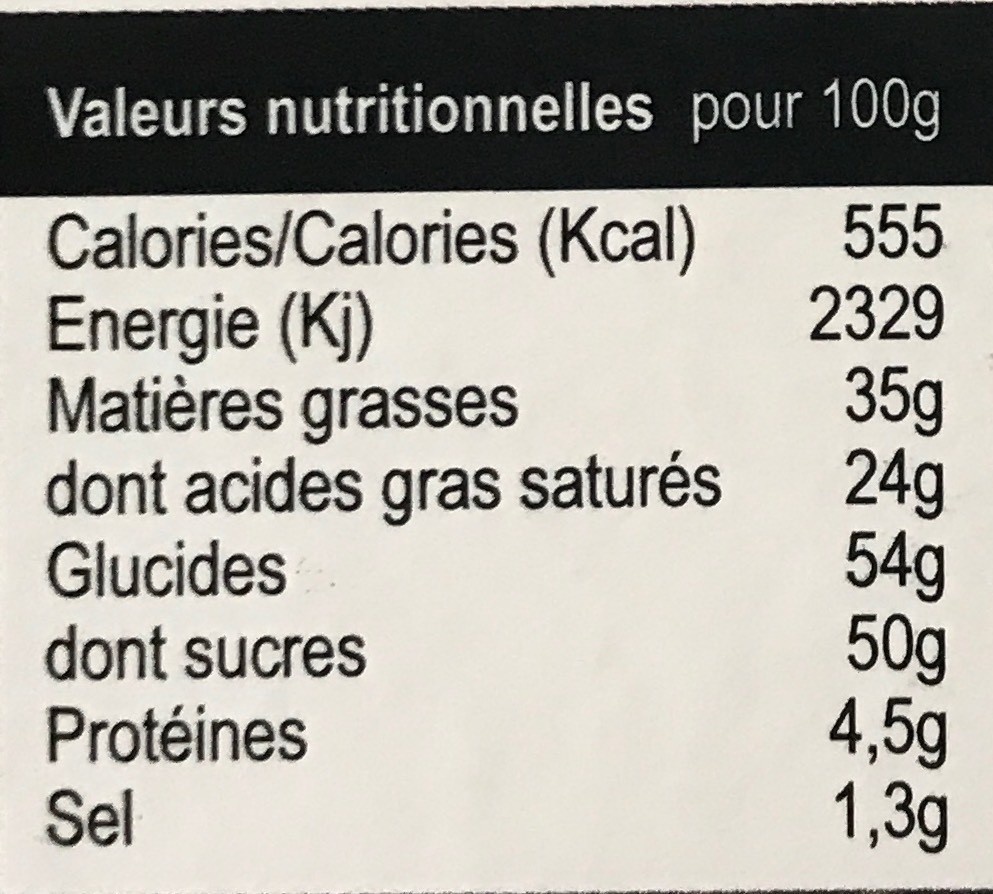 Valeurs nutritionnelles pour 100g
Calories/Calories (Kcal) 555
Energie (Kj) 2329
Matières grasses 35g
dont acides gras saturés 24g
Glucides 54g
dont sucres 50g
Protéines 4,5g
Sel 1,3g